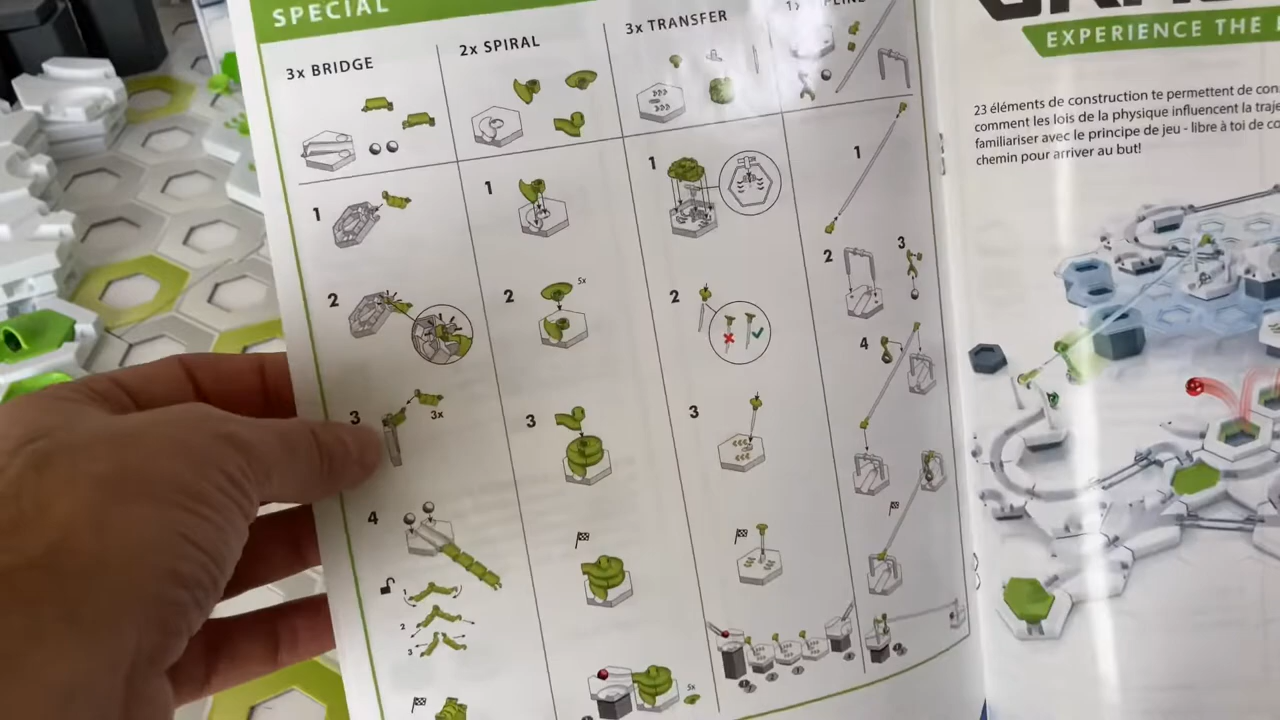 SPECIAL
3x BRIDGE
2x SPIRAL
3x TRANSFER
1
2
3
3x
4
2
3
1
2
5x
3
5x
1
2
3
1
2
3
4
EXPERIENCE THE
23 éléments de construction te permettent de
comment les lois de la physique influencent la
familiariser avec le principe de jeu - libre à toi de
chemin pour arriver au but!